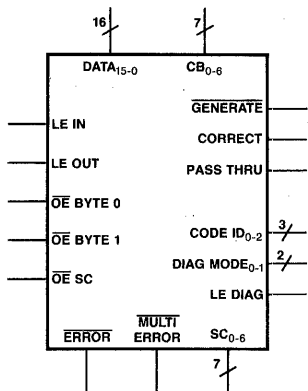 16 7
DATA15-0 CB0-6
GENERATE
LE IN
CORRECT
LE OUT
PASS THRU
OE BYTE 0
OE BYTE 1
CODE ID0-2 3
DIAG MODE0-1 2
OE SC
LE DIAG
ERROR
MULTI ERROR
SC0-6
7